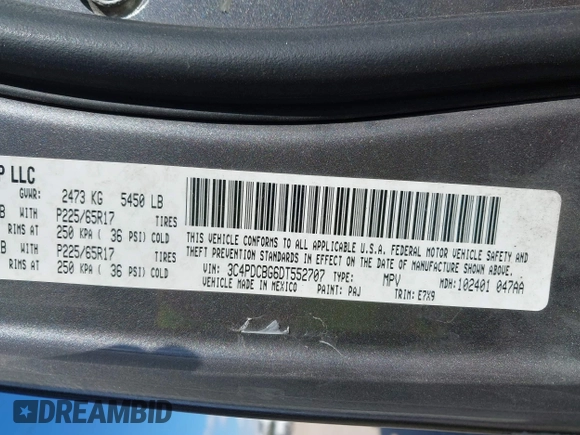 P LLC
GVWR: 2473 KG 5450 LB
B WITH P225/65R17 TIRES
RIMS AT 250 KPA ( 36 PSI) COLD
B WITH P225/65R17 TIRES
RIMS AT 250 KPA ( 36 PSI) COLD
THIS VEHICLE CONFORMS TO ALL APPLICABLE U.S.A. FEDERAL MOTOR VEHICLE SAFETY AND
THEFT PREVENTION STANDARDS IN EFFECT ON THE DATE OF MANUFACTURE SHOWN ABOVE.
VIN: 3C4PDCBG6DT552707 TYPE: MPV MDH: 102401 047AA
VEHICLE MADE IN MEXICO PAINT: PAJ TRIM: E7X9
DREAMBID